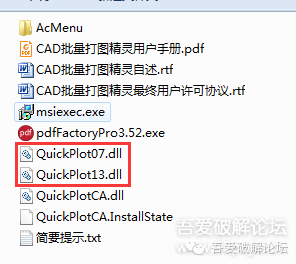 AcMenu
CAD批量打图精灵用户手册.pdf
CAD批量打图精灵自述.rtf
CAD批量打图精灵最终用户许可协议.rtf
msiexec.exe
pdf
pdfFactoryPro3.52.exe
QuickPlot07.dll
QuickPlot13.dll
QuickPlotCA.dll
QuickPlotCA.InstallState
简要提示.txt
吾爱破解论坛
吾爱破解论坛